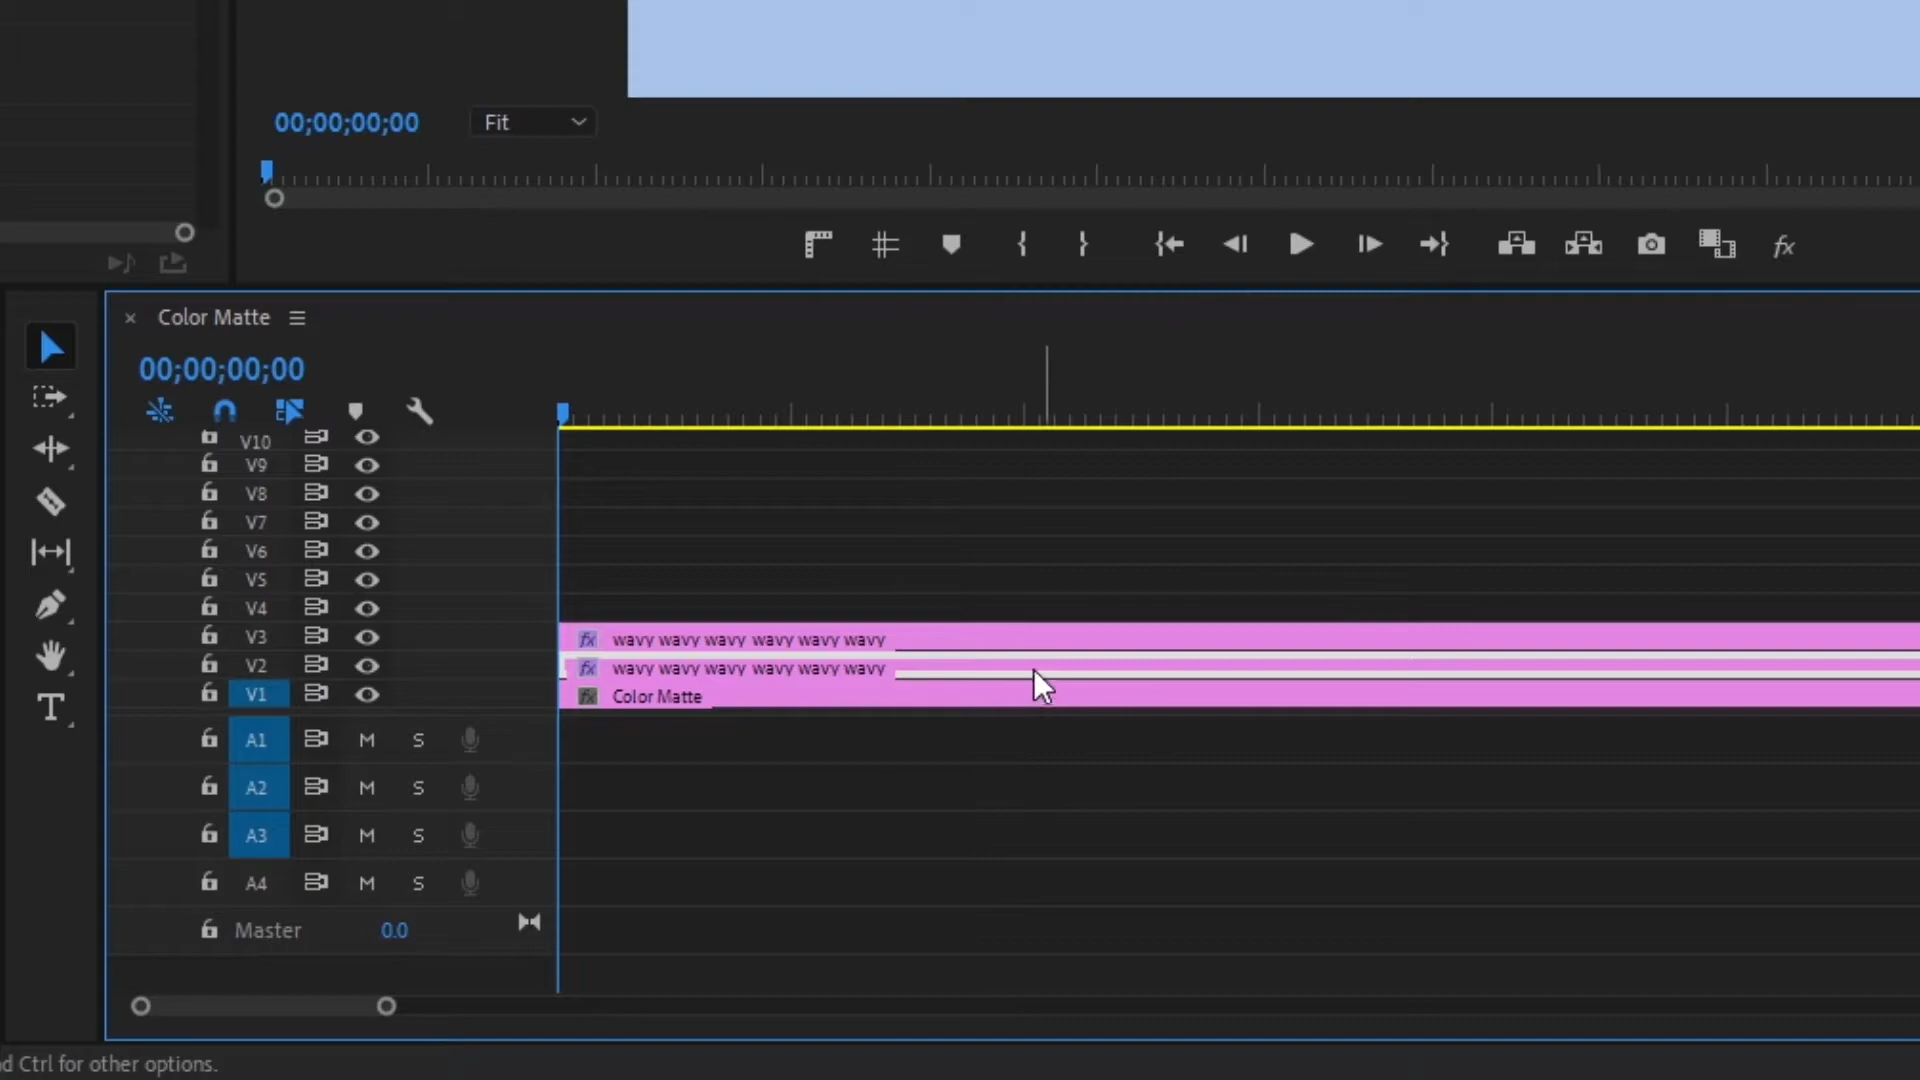 00;00;00;00 Fit
fx
Color Matte
00;00;00;00
V10
V9
V8
V7
V6
V5
V4
V3 fx wavy wavy wavy wavy wavy wavy
V2 fx wavy wavy wavy wavy wavy wavy
V1 fx Color Matte
A1 M S
A2 M S
A3 M S
A4 M S
Master 0.0
d Ctrl for other options.